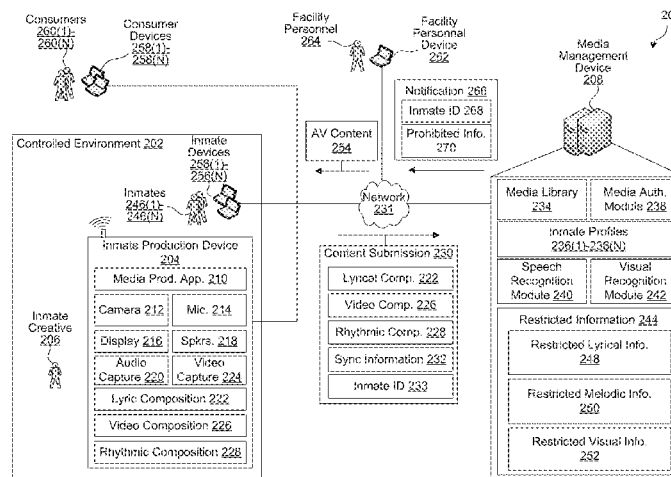 Consumers
260(1)-
260(N)
Consumer
Devices
258(1)-
258(N)
Facility
Personnel
264
Facility
Personnel
Device
262
Media
Management
Device
208
Notification 266
Inmate ID 268
Prohibited Info.
270
AV Content
254
Controlled Environment 202
Inmate
Devices
256(1)-
256(N)
Inmates
246(1)-
246(N)
Network
231
Media Library
234
Media Auth.
Module 238
Inmate Profiles
236(1)-236(N)
Speech
Recognition
Module 240
Visual
Recognition
Module 242
Restricted Information 244
Restricted Lyrical Info.
248
Restricted Melodic Info.
250
Restricted Visual Info.
252
Inmate Production Device
204
Media Prod. App. 210
Camera
212
Mic. 214
Display 216
Spkrs. 218
Audio
Capture 220
Video
Capture 224
Lyric Composition 222
Video Composition 226
Rhythmic Composition 228
Inmate
Creative
206
Content Submission 230
Lyrical Comp. 222
Video Comp. 226
Rhythmic Comp. 228
Sync Information 232
Inmate ID 233